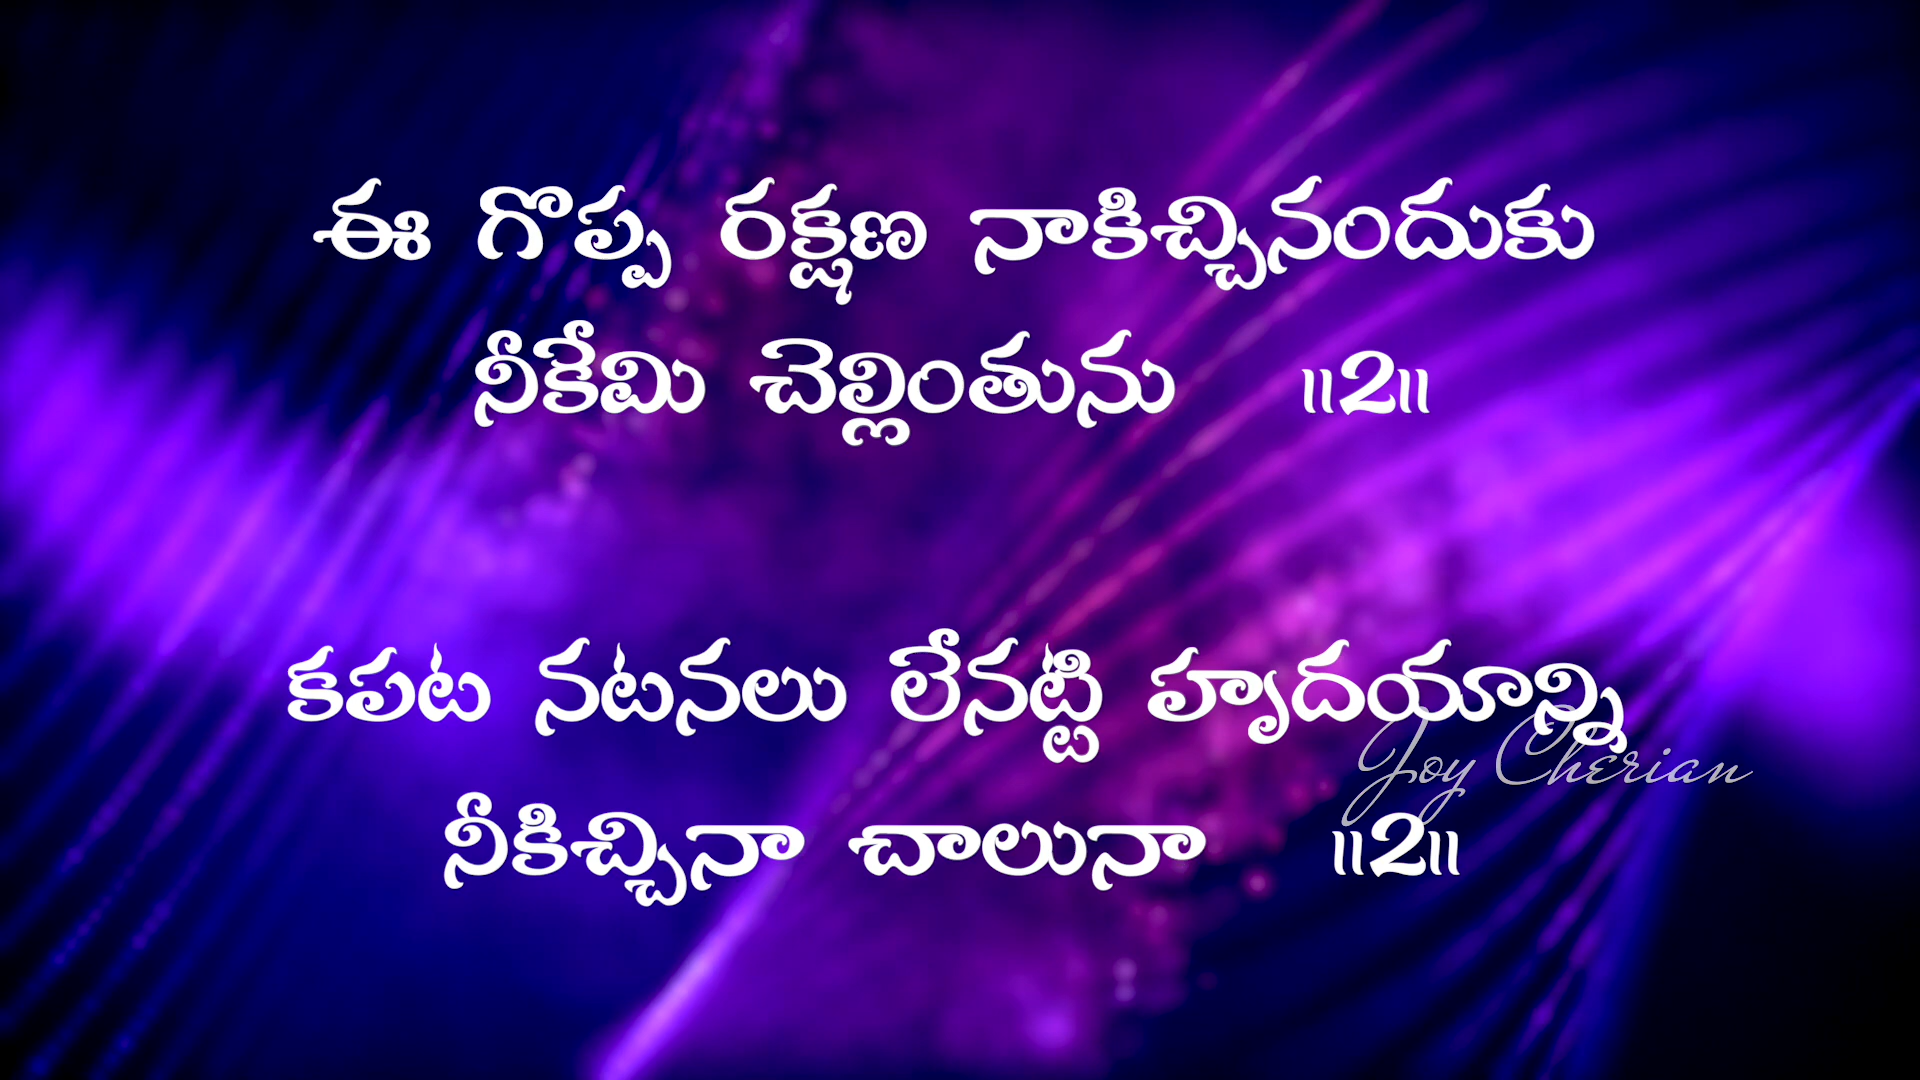 ఈ గొప్ప రక్షణ నాకిచ్చినందుకు
నీకేమి చెల్లింతును ॥2॥
కపట నటనలు లేనట్టి హృదయాన్ని
Joy Cherian
నీకిచ్చినా చాలునా ॥2॥